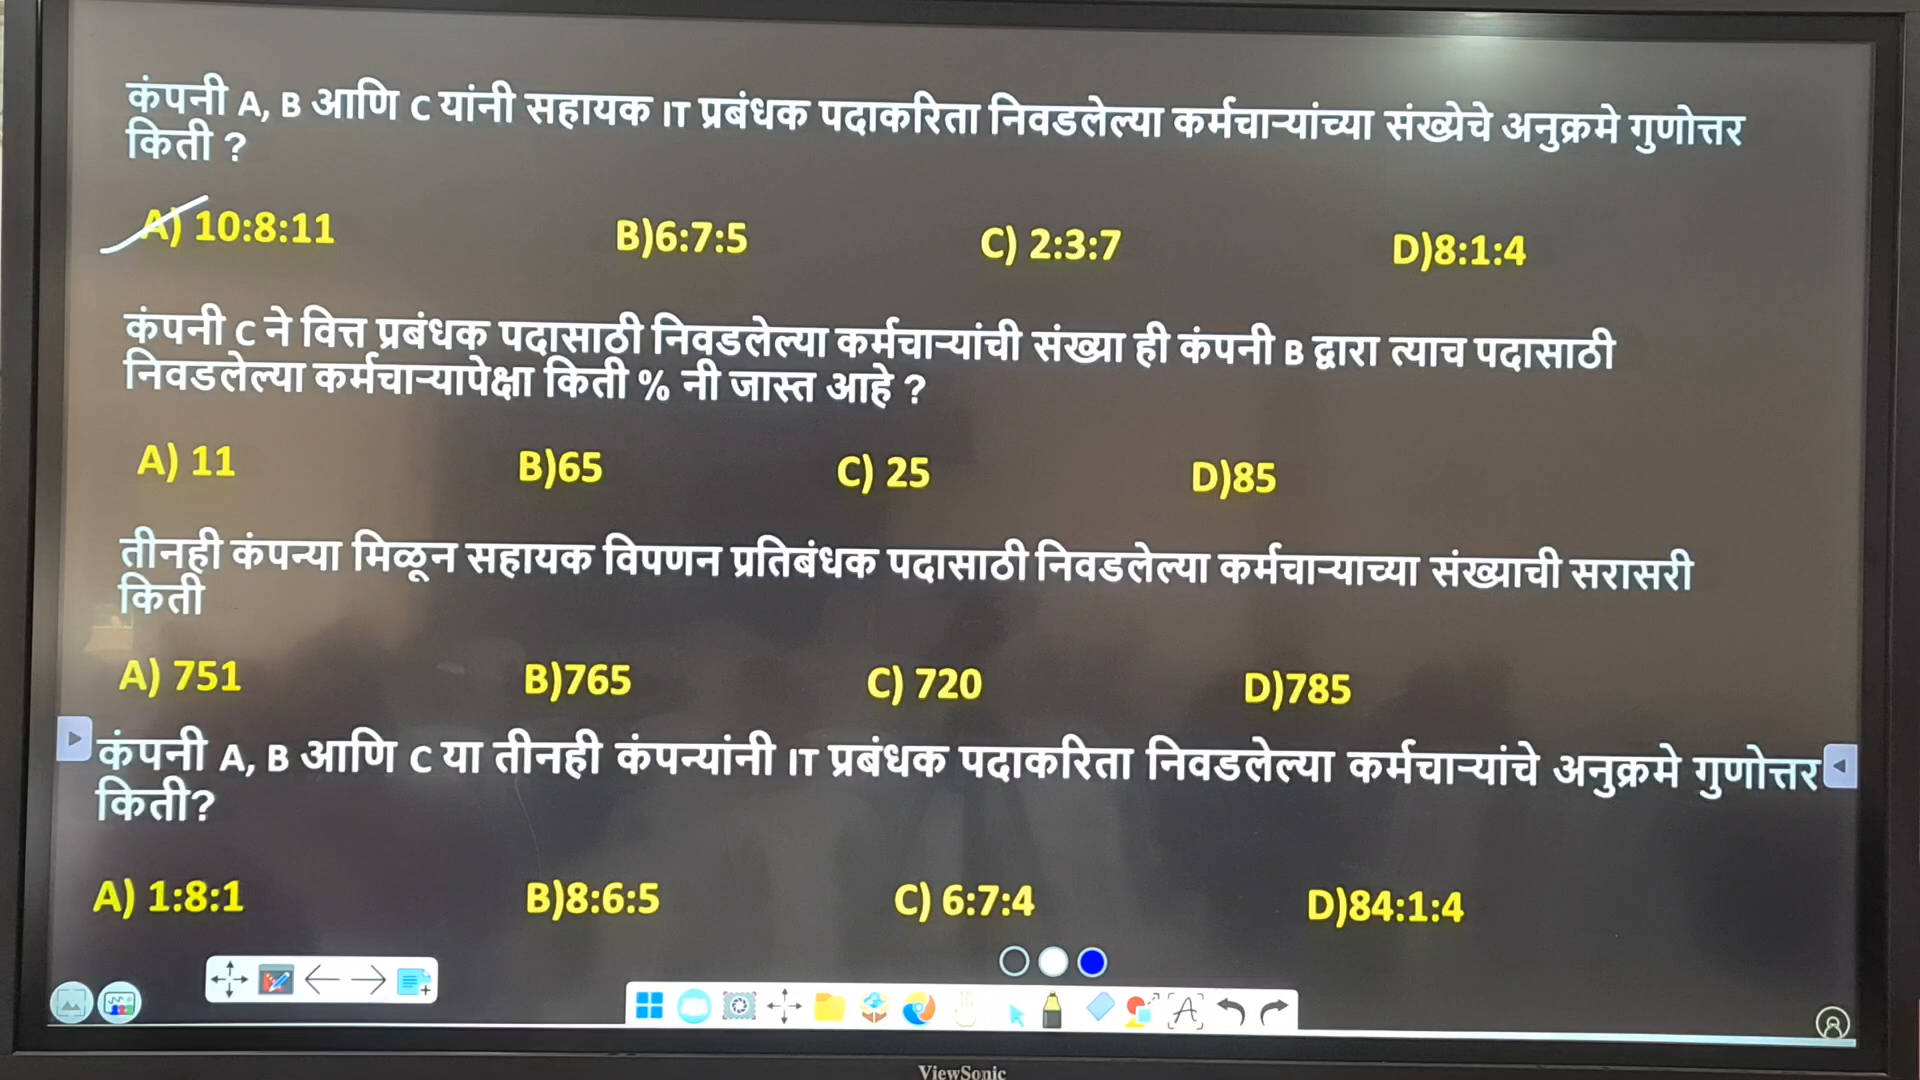 कंपनी A, B आणि C यांनी सहायक IT प्रबंधक पदाकरिता निवडलेल्या कर्मचाऱ्यांच्या संख्येचे अनुक्रमे गुणोत्तर
किती ?
A) 10:8:11 B)6:7:5 C) 2:3:7 D)8:1:4
कंपनी C ने वित्त प्रबंधक पदासाठी निवडलेल्या कर्मचाऱ्यांची संख्या ही कंपनी B द्वारा त्याच पदासाठी
निवडलेल्या कर्मचाऱ्यापेक्षा किती % नी जास्त आहे ?
A) 11 B)65 C) 25 D)85
तीनही कंपन्या मिळून सहायक विपणन प्रतिबंधक पदासाठी निवडलेल्या कर्मचाऱ्याच्या संख्याची सरासरी
किती
A) 751 B)765 C) 720 D)785
कंपनी A, B आणि C या तीनही कंपन्यांनी IT प्रबंधक पदाकरिता निवडलेल्या कर्मचाऱ्यांचे अनुक्रमे गुणोत्तर
किती?
A) 1:8:1 B)8:6:5 C) 6:7:4 D)84:1:4
ViewSonic